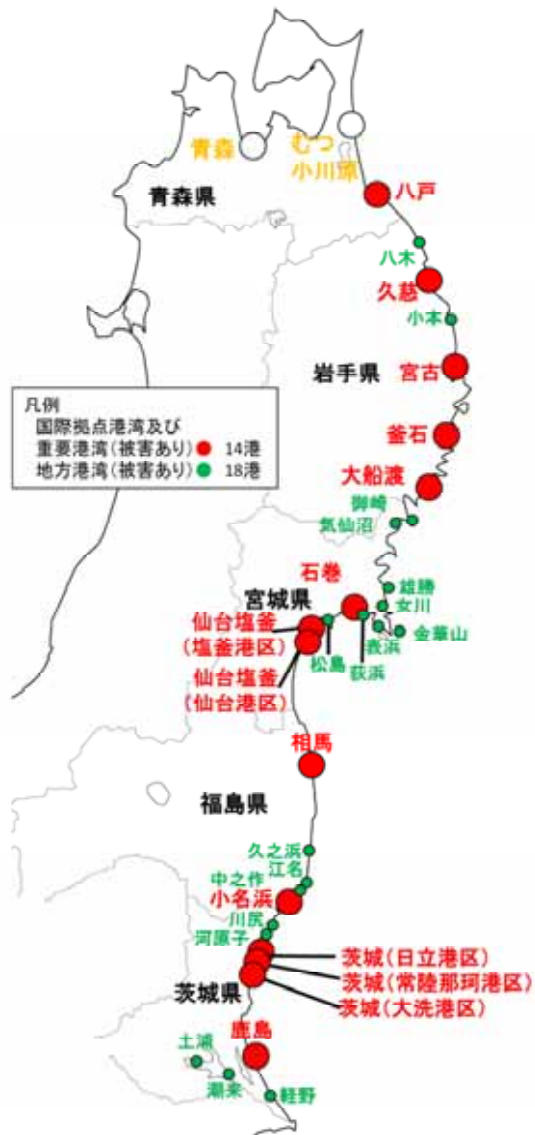 青森
むつ
小川原
青森県
八戸
八木
久慈
小本
岩手県
宮古
凡例
国際拠点港湾及び
重要港湾(被害あり) 14港
地方港湾(被害あり) 18港
釜石
大船渡
御崎
気仙沼
石巻
雄勝
宮城県
女川
仙台塩釜
(塩釜港区)
金華山
表浜
松島
荻浜
仙台塩釜
(仙台港区)
相馬
福島県
久之浜
江名
中之作
小名浜
川尻
河原子
茨城(日立港区)
茨城(常陸那珂港区)
茨城県
茨城(大洗港区)
鹿島
土浦
潮来
軽野